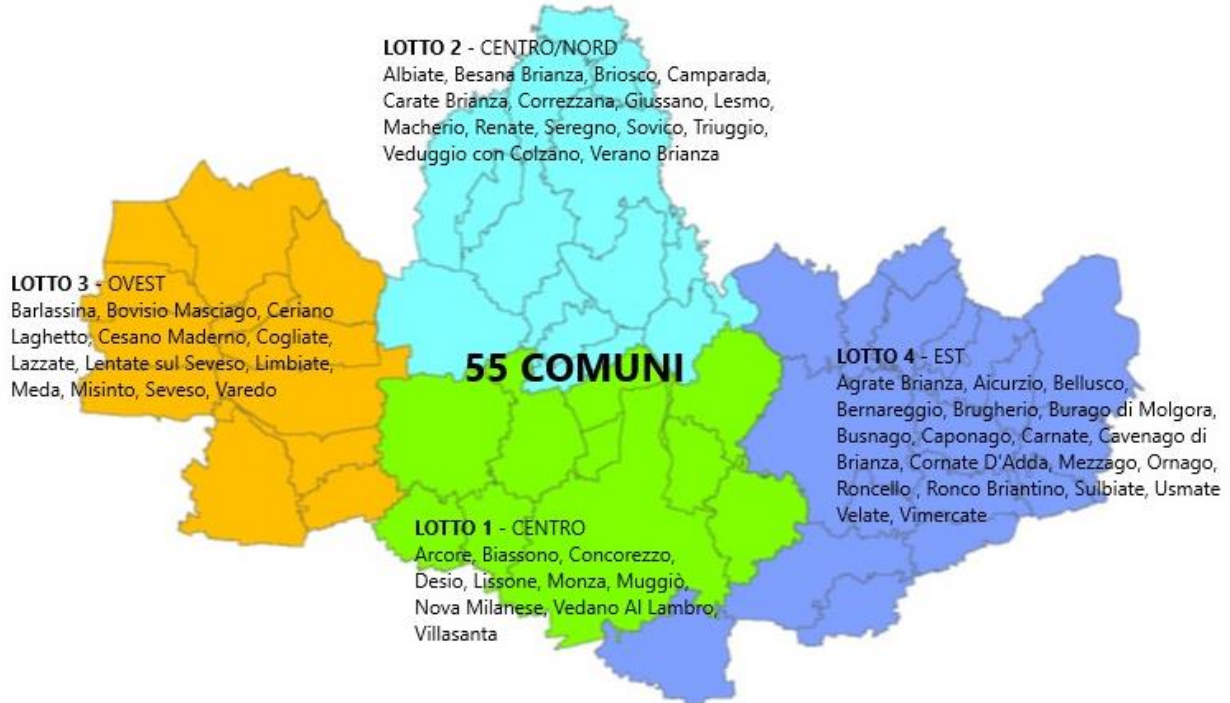 LOTTO 2 - CENTRO/NORD
Albiate, Besana Brianza, Briosco, Camparada,
Carate Brianza, Correzzana, Giussano, Lesmo,
Macherio, Renate, Seregno, Sovico, Triuggio,
Veduggio con Colzano, Verano Brianza
LOTTO 3 - OVEST
Barlassina, Bovisio Masciago, Ceriano
Laghetto, Cesano Maderno, Cogliate,
Lazzate, Lentate sul Seveso, Limbiate,
Meda, Misinto, Seveso, Varedo
55 COMUNI
LOTTO 4 - EST
Agrate Brianza, Aicurzio, Bellusco,
Bernareggio, Brugherio, Burago di Molgora,
Busnago, Caponago, Carnate, Cavenago di
Brianza, Cornate D'Adda, Mezzago, Ornago,
Roncello , Ronco Briantino, Sulbiate, Usmate
Velate, Vimercate
LOTTO 1 - CENTRO
Arcore, Biassono, Concorezzo,
Desio, Lissone, Monza, Muggiò,
Nova Milanese, Vedano Al Lambro,
Villasanta